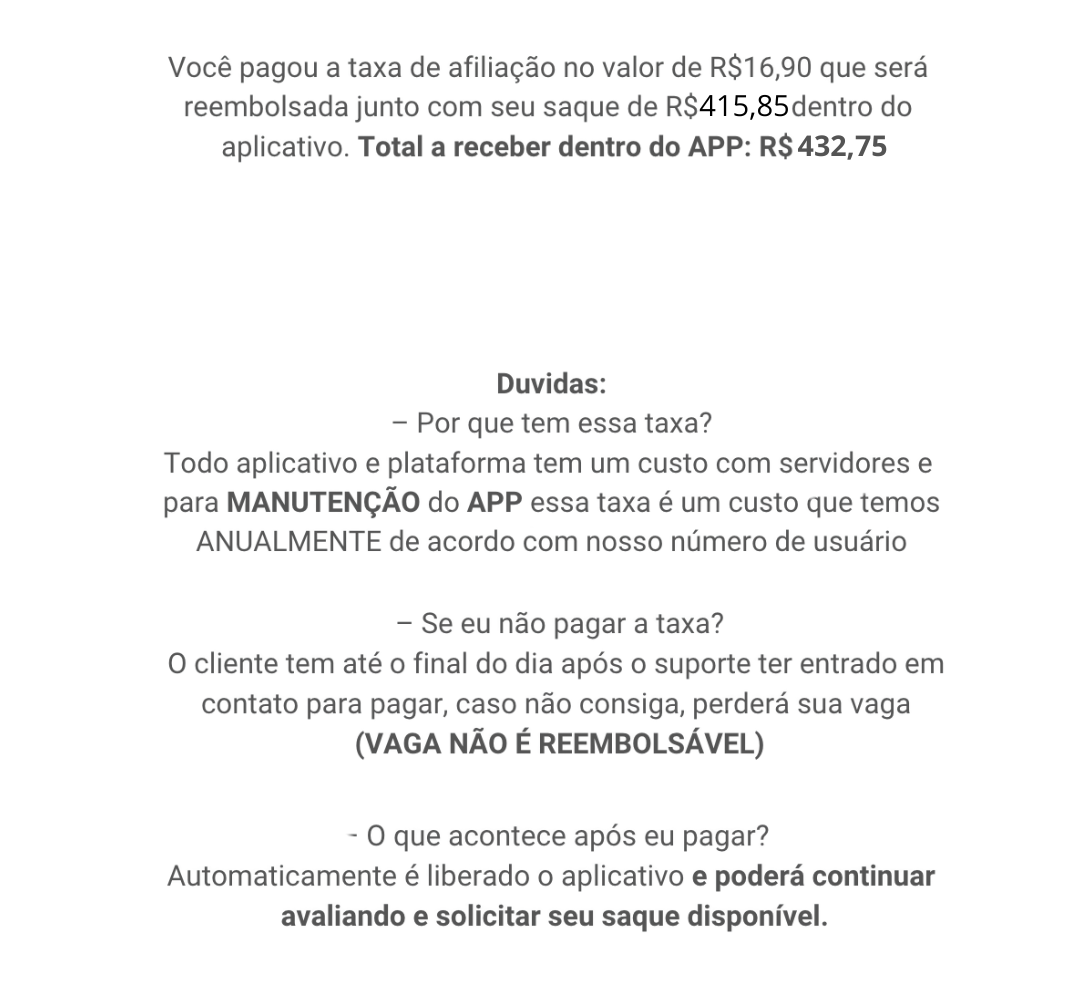 Você pagou a taxa de afiliação no valor de R$16,90 que será
reembolsada junto com seu saque de R$415,85dentro do
aplicativo. Total a receber dentro do APP: R$ 432,75
Duvidas:
– Por que tem essa taxa?
Todo aplicativo e plataforma tem um custo com servidores e
para MANUTENÇÃO do APP essa taxa é um custo que temos
ANUALMENTE de acordo com nosso número de usuário
– Se eu não pagar a taxa?
O cliente tem até o final do dia após o suporte ter entrado em
contato para pagar, caso não consiga, perderá sua vaga
(VAGA NÃO É REEMBOLSÁVEL)
- O que acontece após eu pagar?
Automaticamente é liberado o aplicativo e poderá continuar
avaliando e solicitar seu saque disponível.